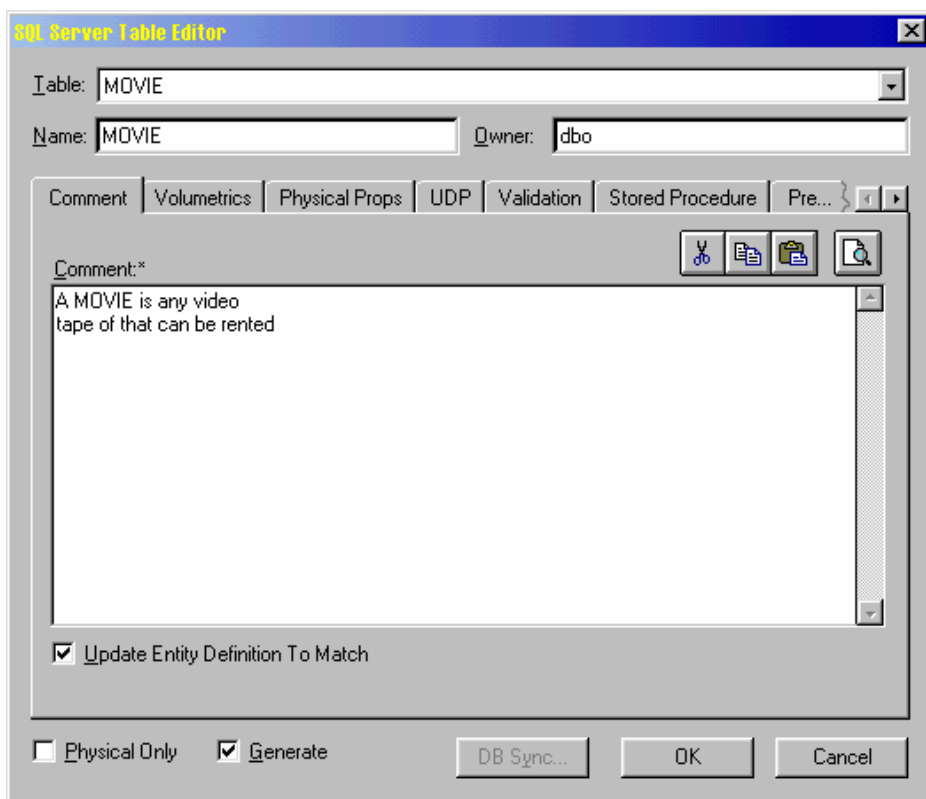 SQL Server Table Editor
Table: MOVIE
Name: MOVIE Owner: dbo
Comment Volumetrics Physical Props UDP Validation Stored Procedure Pre...
Comment:*
A MOVIE is any video
tape of that can be rented
Update Entity Definition To Match
Physical Only Generate DB Sync... OK Cancel